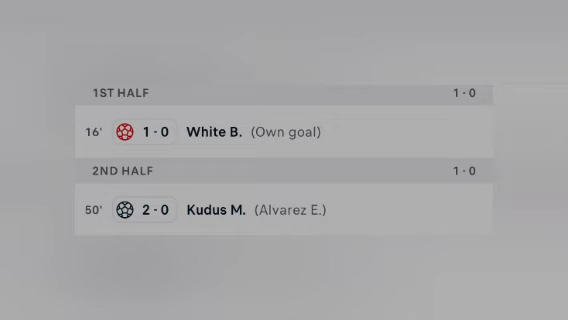 1ST HALF 1 - 0
16' 1 - 0 White B. (Own goal)
2ND HALF 1 - 0
50' 2 - 0 Kudus M. (Alvarez E.)